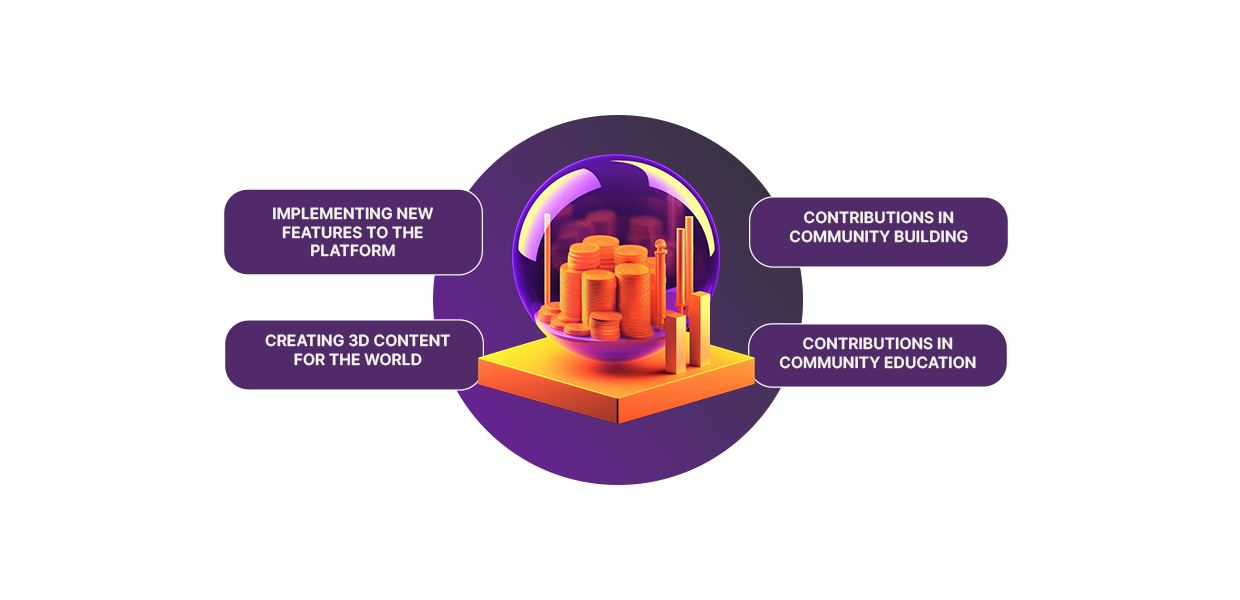 IMPLEMENTING NEW
FEATURES TO THE
PLATFORM
CREATING 3D CONTENT
FOR THE WORLD
CONTRIBUTIONS IN
COMMUNITY BUILDING
CONTRIBUTIONS IN
COMMUNITY EDUCATION